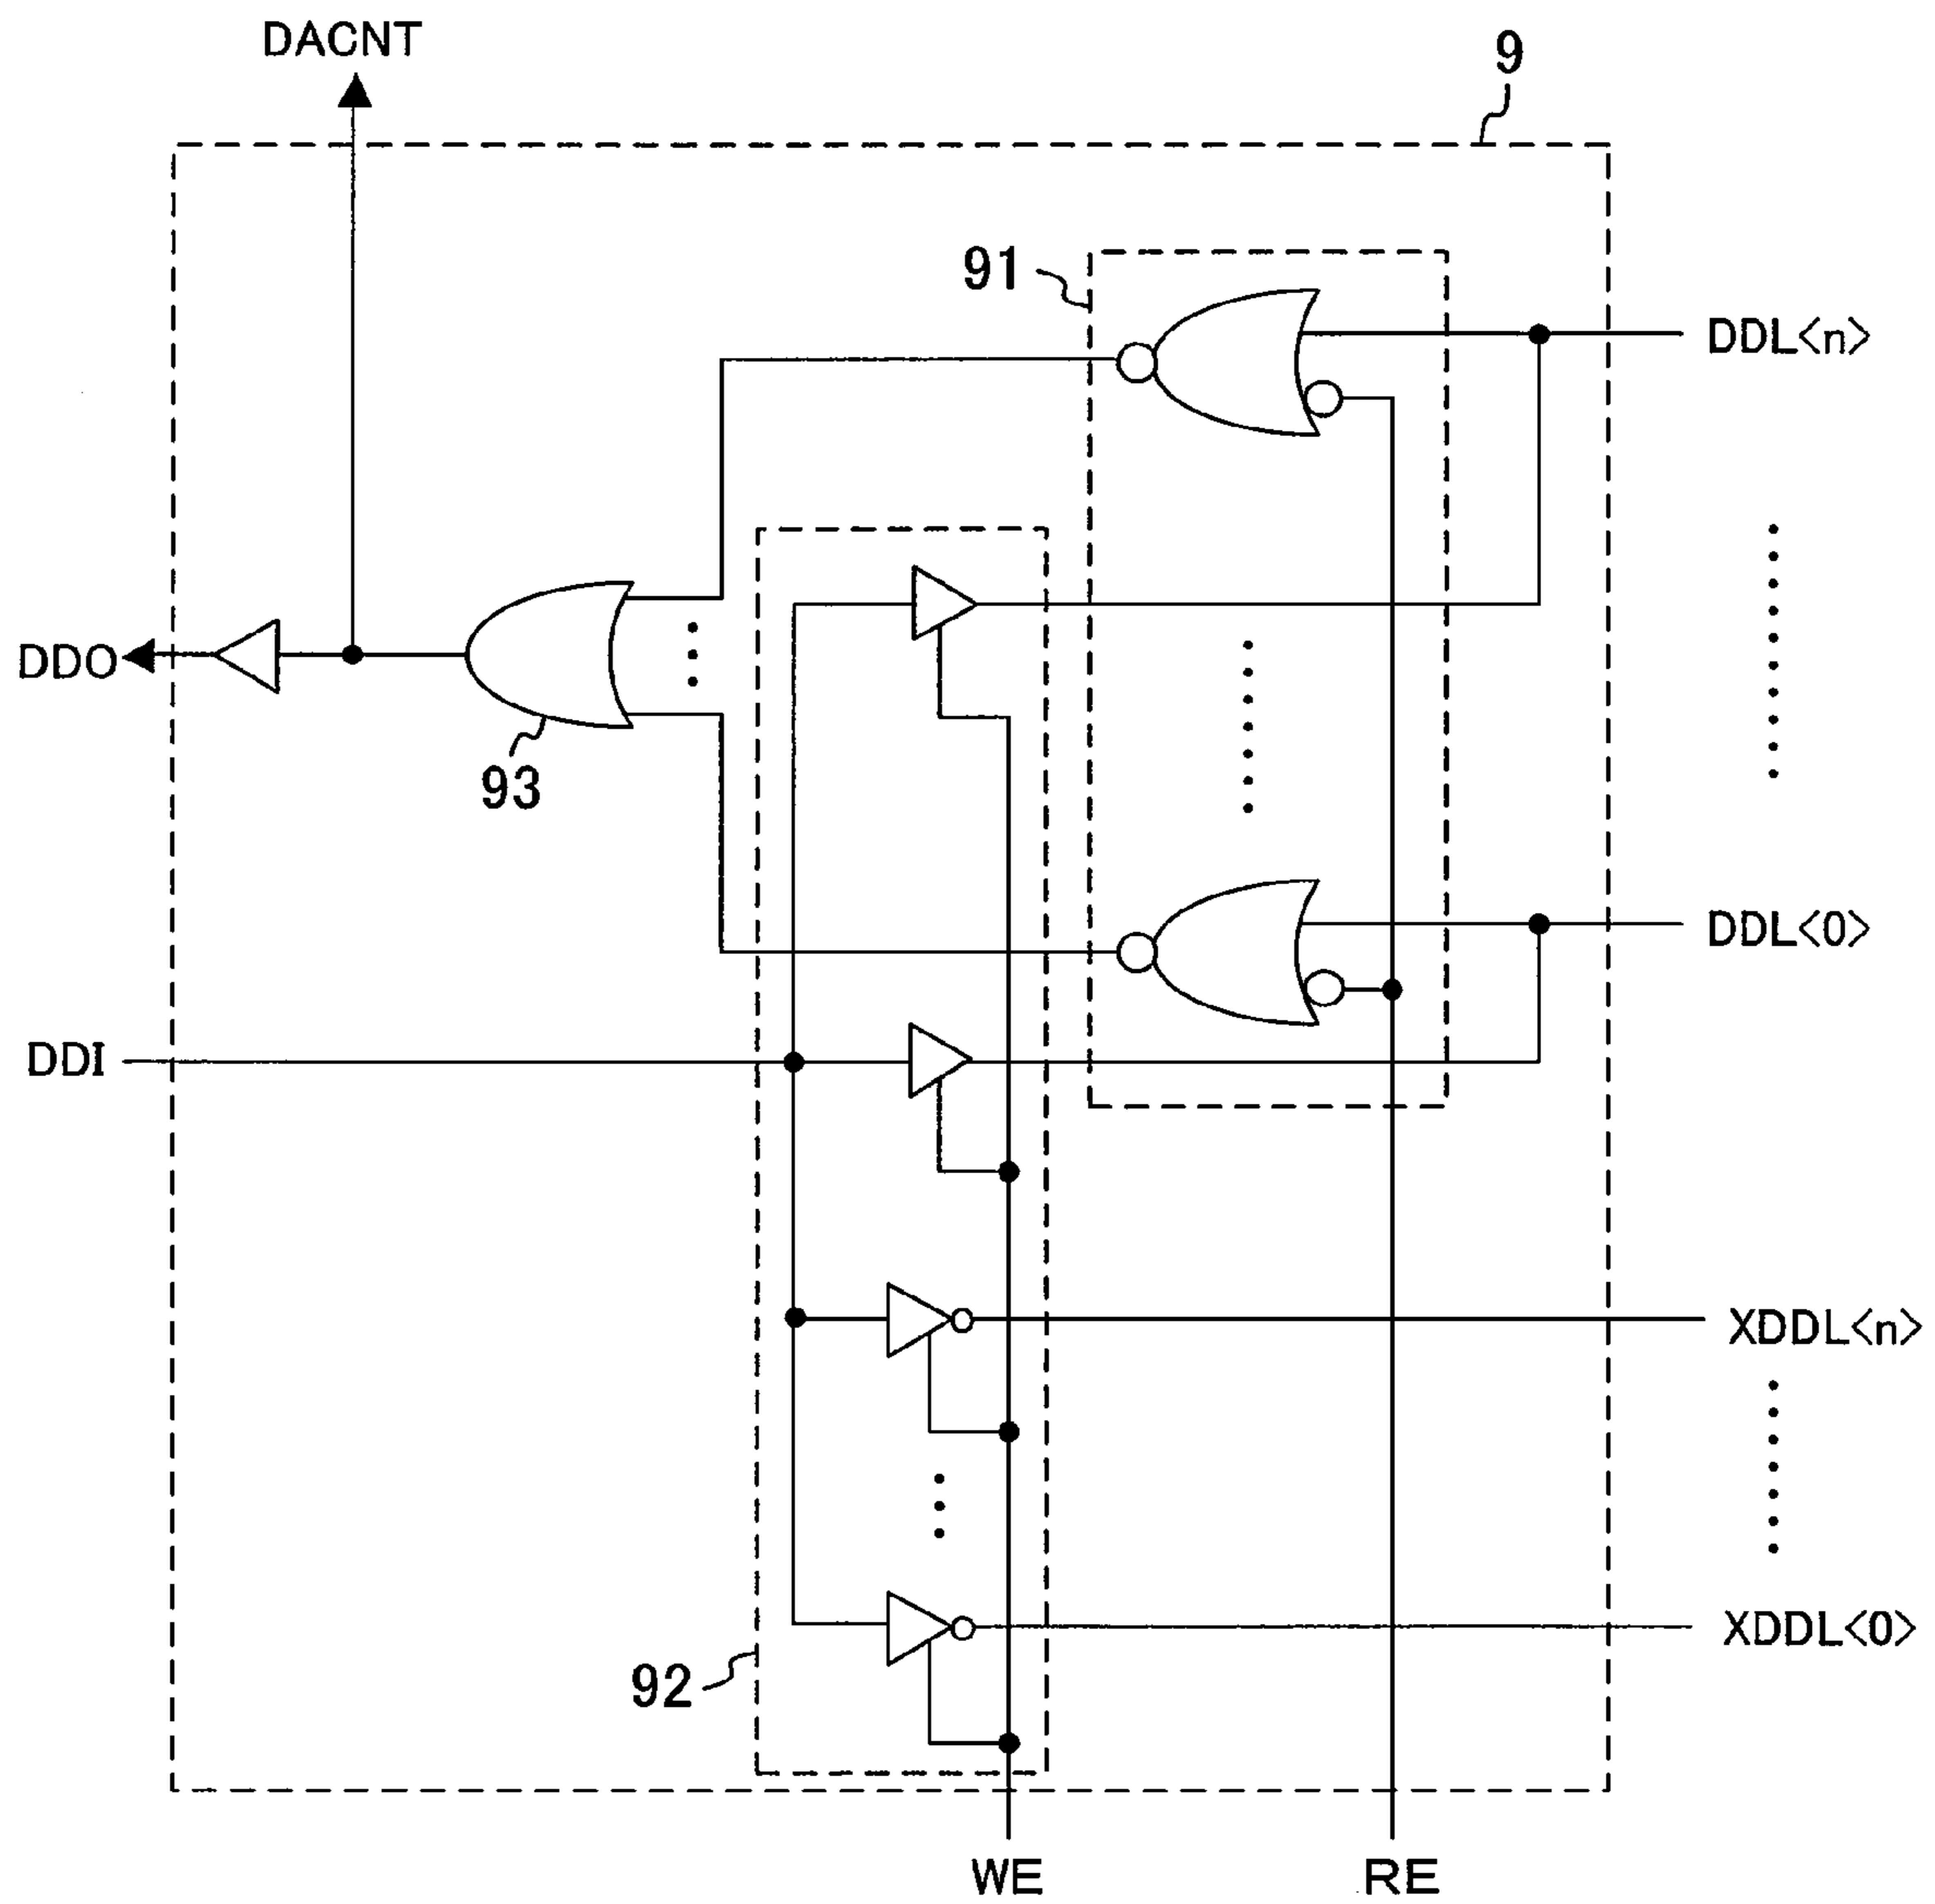 DACNT
9
91
DDL<n>
DDO
93
DDL<0>
DDI
XDDL<n>
XDDL<0>
92
WE
RE